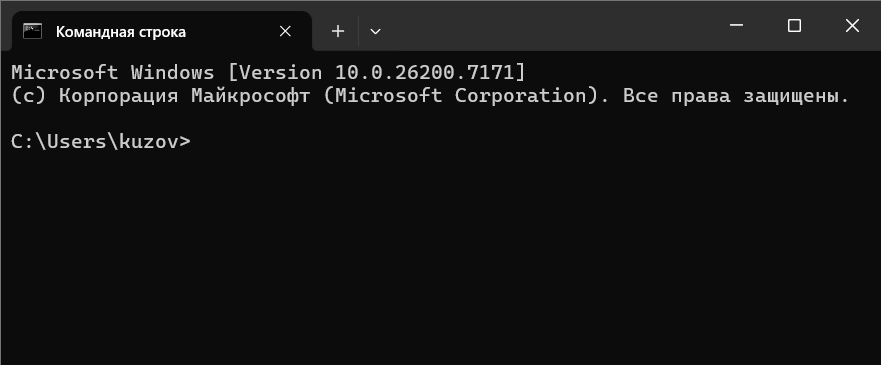 Командная строка
Microsoft Windows [Version 10.0.26200.7171]
(c) Корпорация Майкрософт (Microsoft Corporation). Все права защищены.
C:\Users\kuzov>